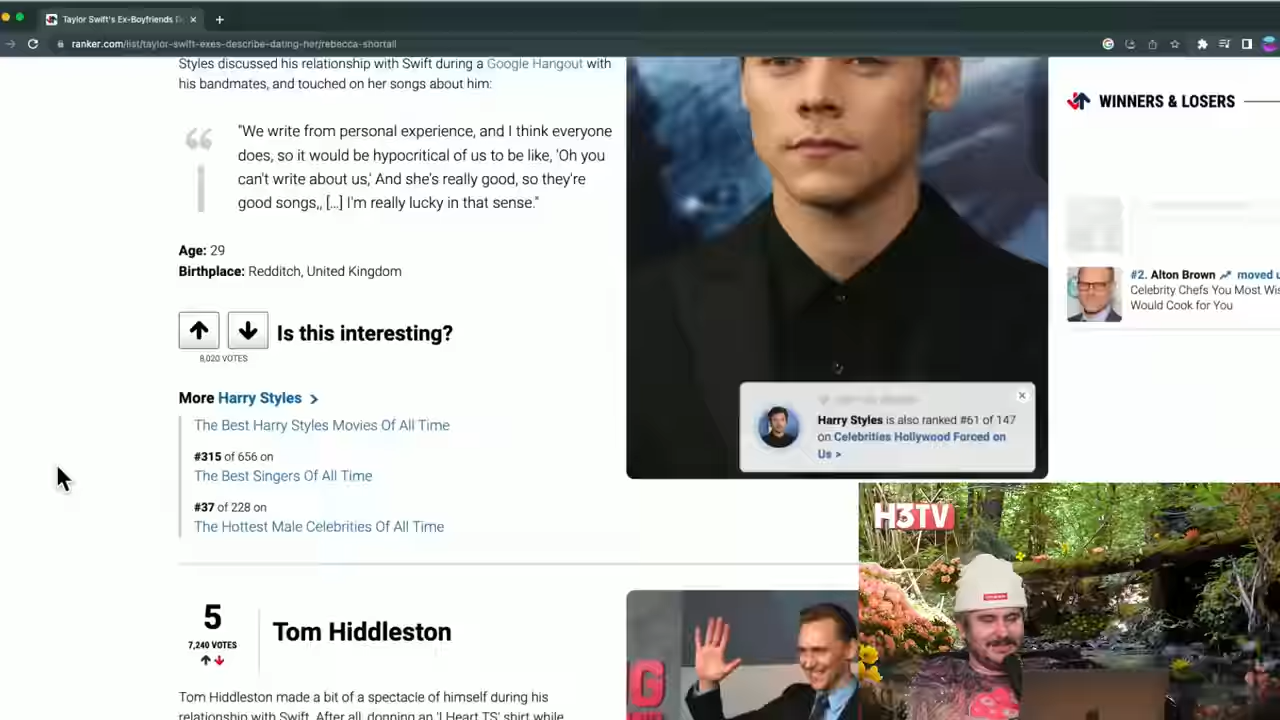 Taylor Swift's Ex-Boyfriends De
ranker.com/list/taylor-swift-exes-describe-dating-her/rebecca-shortall
Styles discussed his relationship with Swift during a Google Hangout with
his bandmates, and touched on her songs about him:
"We write from personal experience, and I think everyone
does, so it would be hypocritical of us to be like, 'Oh you
can't write about us,' And she's really good, so they're
good songs,, [...] I'm really lucky in that sense."
Age: 29
Birthplace: Redditch, United Kingdom
Is this interesting?
8,020 VOTES
More Harry Styles >
The Best Harry Styles Movies Of All Time
#315 of 656 on
The Best Singers Of All Time
#37 of 228 on
The Hottest Male Celebrities Of All Time
5
7,240 VOTES
Tom Hiddleston
Tom Hiddleston made a bit of a spectacle of himself during his
relationship with Swift. After all, donning an 'I Heart TS' shirt while
Harry Styles is also ranked #61 of 147
on Celebrities Hollywood Forced on
Us >
WINNERS & LOSERS
#2. Alton Brown moved u
Celebrity Chefs You Most Wis
Would Cook for You
H3TV